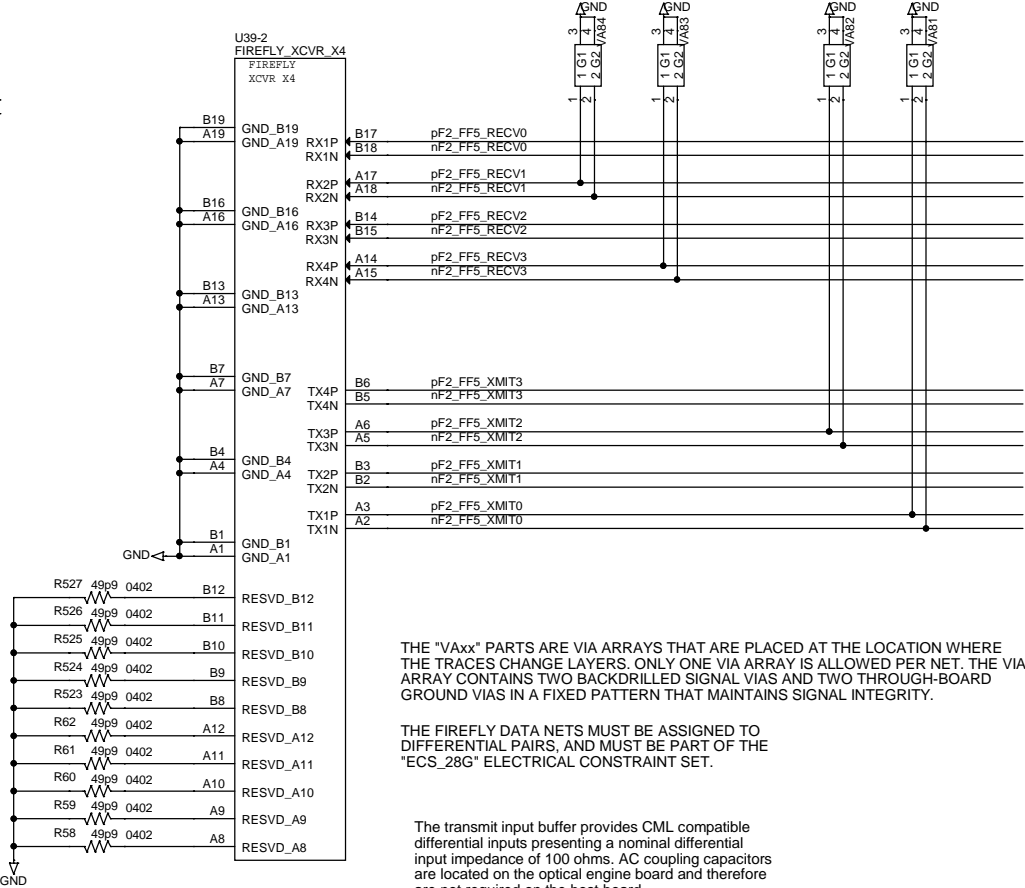 GND
GND
GND
GND
3 4 VA84
3 4 VA83
3 4 VA82
3 4 VA81
1 G1
2 G2
1 G1
2 G2
1 G1
2 G2
1 G1
2 G2
1 2
1 2
1 2
1 2
U39-2
FIREFLY_XCVR_X4
FIREFLY
XCVR X4
B19 GND_B19
A19 GND_A19
RX1P B17 pF2_FF5_RECV0
RX1N B18 nF2_FF5_RECV0
RX2P A17 pF2_FF5_RECV1
RX2N A18 nF2_FF5_RECV1
B16 GND_B16
A16 GND_A16
RX3P B14 pF2_FF5_RECV2
RX3N B15 nF2_FF5_RECV2
RX4P A14 pF2_FF5_RECV3
RX4N A15 nF2_FF5_RECV3
B13 GND_B13
A13 GND_A13
B7 GND_B7
A7 GND_A7
TX4P B6 pF2_FF5_XMIT3
TX4N B5 nF2_FF5_XMIT3
TX3P A6 pF2_FF5_XMIT2
TX3N A5 nF2_FF5_XMIT2
B4 GND_B4
A4 GND_A4
TX2P B3 pF2_FF5_XMIT1
TX2N B2 nF2_FF5_XMIT1
TX1P A3 pF2_FF5_XMIT0
TX1N A2 nF2_FF5_XMIT0
B1 GND_B1
GND A1 GND_A1
R527 49p9 0402 B12 RESVD_B12
R526 49p9 0402 B11 RESVD_B11
R525 49p9 0402 B10 RESVD_B10
R524 49p9 0402 B9 RESVD_B9
R523 49p9 0402 B8 RESVD_B8
R62 49p9 0402 A12 RESVD_A12
R61 49p9 0402 A11 RESVD_A11
R60 49p9 0402 A10 RESVD_A10
R59 49p9 0402 A9 RESVD_A9
R58 49p9 0402 A8 RESVD_A8
GND
THE "VAxx" PARTS ARE VIA ARRAYS THAT ARE PLACED AT THE LOCATION WHERE
THE TRACES CHANGE LAYERS. ONLY ONE VIA ARRAY IS ALLOWED PER NET. THE VIA
ARRAY CONTAINS TWO BACKDRILLED SIGNAL VIAS AND TWO THROUGH-BOARD
GROUND VIAS IN A FIXED PATTERN THAT MAINTAINS SIGNAL INTEGRITY.
THE FIREFLY DATA NETS MUST BE ASSIGNED TO
DIFFERENTIAL PAIRS, AND MUST BE PART OF THE
"ECS_28G" ELECTRICAL CONSTRAINT SET.
The transmit input buffer provides CML compatible
differential inputs presenting a nominal differential
input impedance of 100 ohms. AC coupling capacitors
are located on the optical engine board and therefore
are not required on the host board